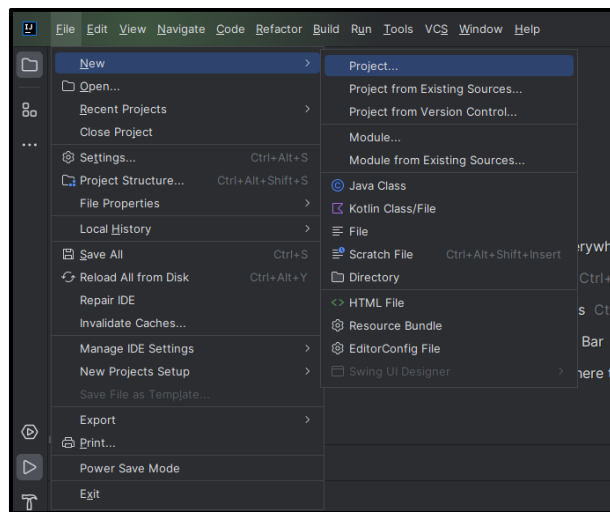 IJ File Edit View Navigate Code Refactor Build Run Tools VCS Window Help
New
Open...
Recent Projects
Close Project
Settings... Ctrl+Alt+S
Project Structure... Ctrl+Alt+Shift+S
File Properties
Local History
Save All Ctrl+S
Reload All from Disk Ctrl+Alt+Y
Repair IDE
Invalidate Caches...
Manage IDE Settings
New Projects Setup
Save File as Template...
Export
Print...
Power Save Mode
Exit
Project...
Project from Existing Sources...
Project from Version Control...
Module...
Module from Existing Sources...
Java Class
Kotlin Class/File
File
Scratch File Ctrl+Alt+Shift+Insert
Directory
HTML File
Resource Bundle
EditorConfig File
Swing UI Designer
Bar